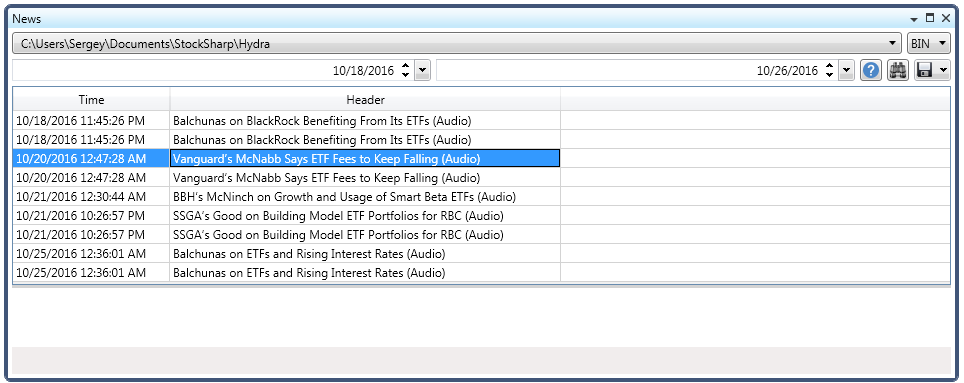 News
C:\Users\Sergey\Documents\StockSharp\Hydra BIN
10/18/2016 10/26/2016 ?
Time Header
10/18/2016 11:45:26 PM Balchunas on BlackRock Benefiting From Its ETFs (Audio)
10/18/2016 11:45:26 PM Balchunas on BlackRock Benefiting From Its ETFs (Audio)
10/20/2016 12:47:28 AM Vanguard's McNabb Says ETF Fees to Keep Falling (Audio)
10/20/2016 12:47:28 AM Vanguard's McNabb Says ETF Fees to Keep Falling (Audio)
10/21/2016 12:30:44 AM BBH's McNinch on Growth and Usage of Smart Beta ETFs (Audio)
10/21/2016 10:26:57 PM SSGA's Good on Building Model ETF Portfolios for RBC (Audio)
10/21/2016 10:26:57 PM SSGA's Good on Building Model ETF Portfolios for RBC (Audio)
10/25/2016 12:36:01 AM Balchunas on ETFs and Rising Interest Rates (Audio)
10/25/2016 12:36:01 AM Balchunas on ETFs and Rising Interest Rates (Audio)